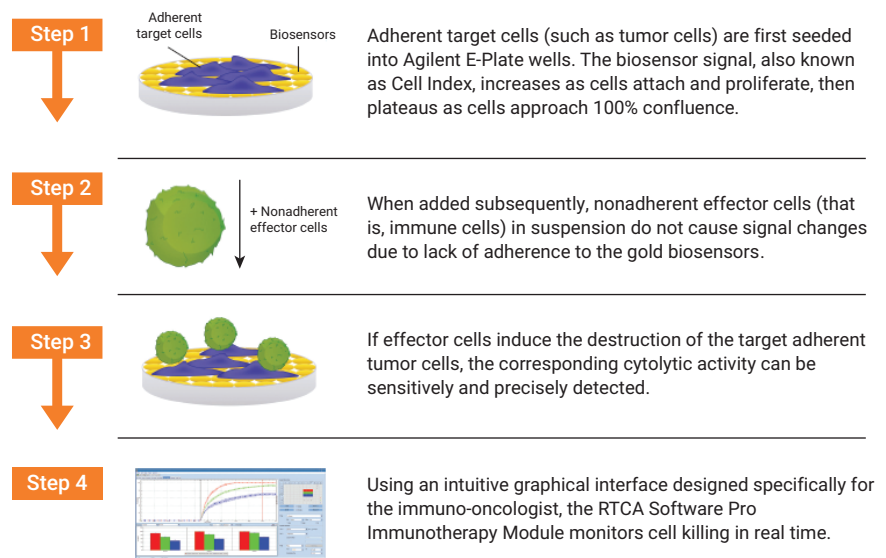 Step 1
Adherent
target cells
Biosensors
Adherent target cells (such as tumor cells) are first seeded
into Agilent E-Plate wells. The biosensor signal, also known
as Cell Index, increases as cells attach and proliferate, then
plateaus as cells approach 100% confluence.
Step 2
+ Nonadherent
effector cells
When added subsequently, nonadherent effector cells (that
is, immune cells) in suspension do not cause signal changes
due to lack of adherence to the gold biosensors.
Step 3
If effector cells induce the destruction of the target adherent
tumor cells, the corresponding cytolytic activity can be
sensitively and precisely detected.
Step 4
Using an intuitive graphical interface designed specifically for
the immuno-oncologist, the RTCA Software Pro
Immunotherapy Module monitors cell killing in real time.